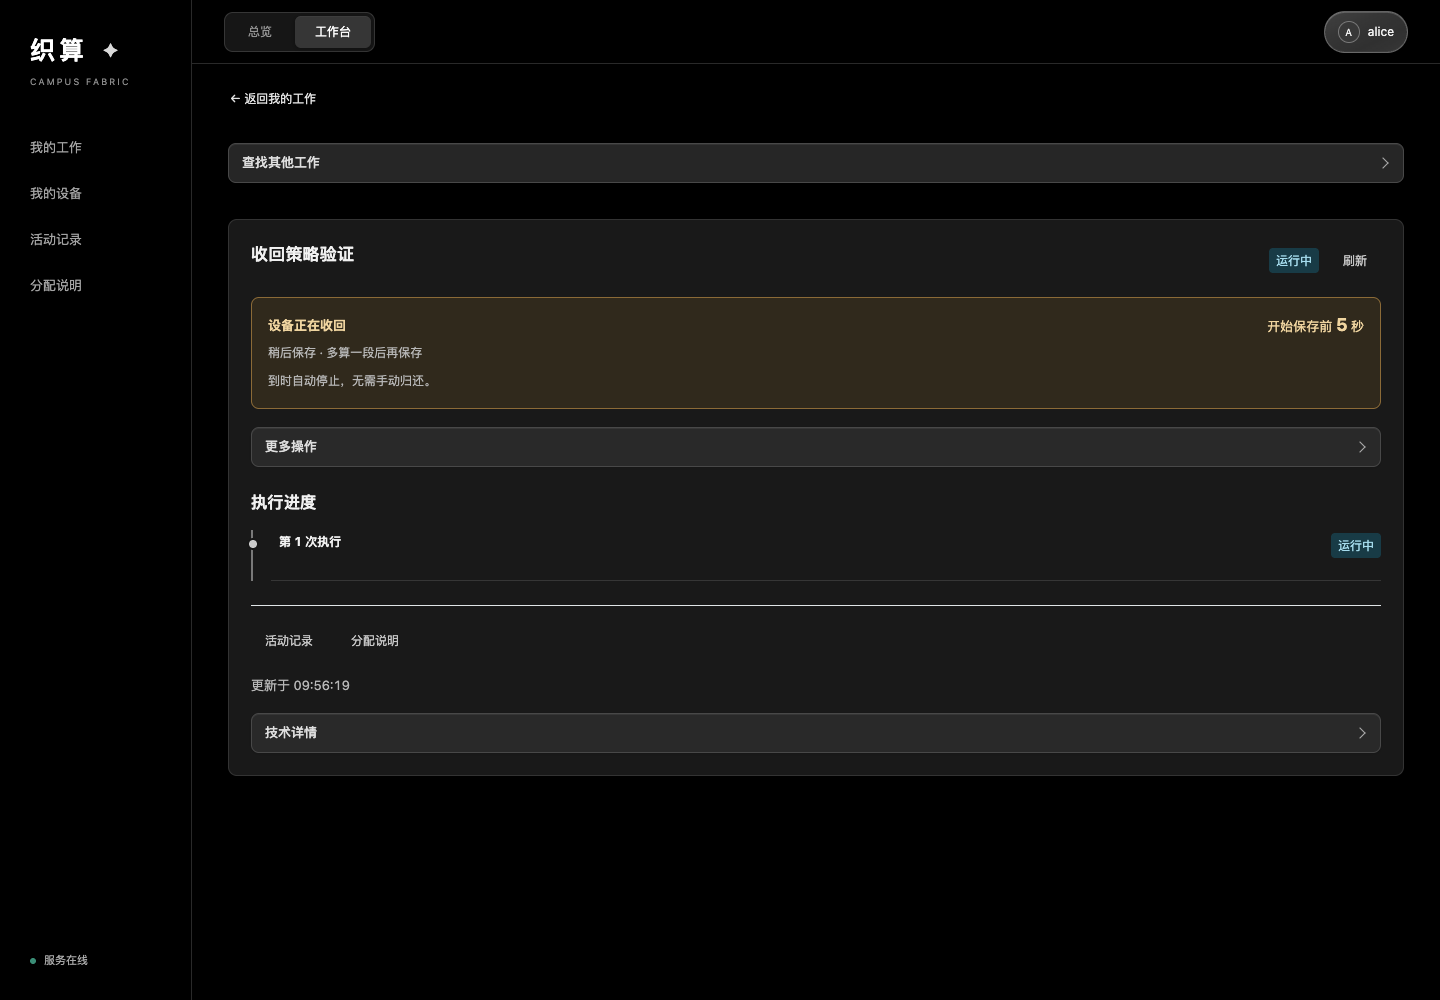 织算
CAMPUS FABRIC
总览
工作台
A
alice
我的工作
我的设备
活动记录
分配说明
← 返回我的工作
查找其他工作
收回策略验证
运行中
刷新
设备正在收回
开始保存前 5 秒
稍后保存 · 多算一段后再保存
到时自动停止，无需手动归还。
更多操作
执行进度
第 1 次执行
运行中
活动记录
分配说明
更新于 09:56:19
技术详情
服务在线